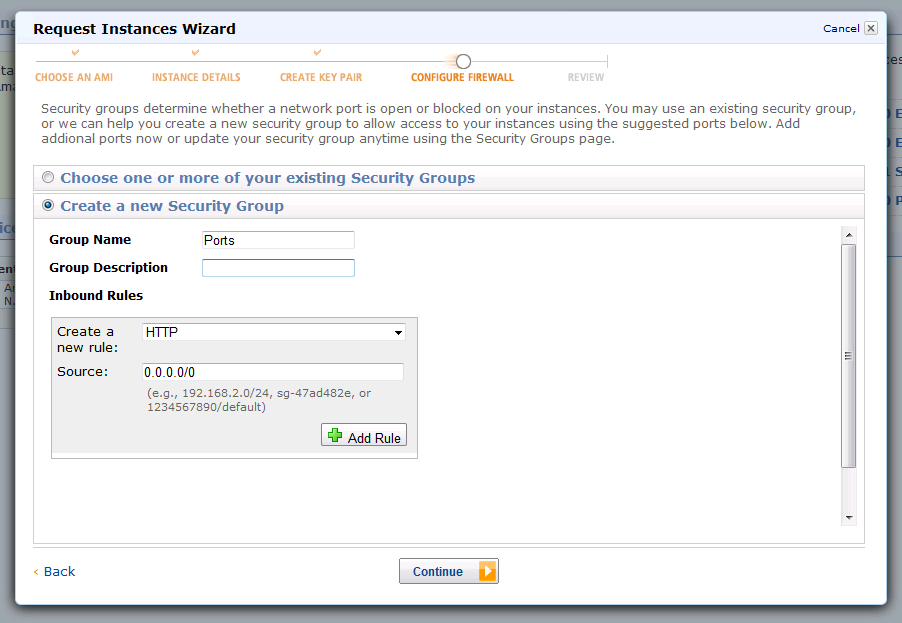 Request Instances Wizard
Cancel
CHOOSE AN AMI INSTANCE DETAILS CREATE KEY PAIR CONFIGURE FIREWALL REVIEW
Security groups determine whether a network port is open or blocked on your instances. You may use an existing security group,
or we can help you create a new security group to allow access to your instances using the suggested ports below. Add
addional ports now or update your security group anytime using the Security Groups page.
Choose one or more of your existing Security Groups
Create a new Security Group
Group Name Ports
Group Description
Inbound Rules
Create a HTTP
new rule:
Source: 0.0.0.0/0
(e.g., 192.168.2.0/24, sg-47ad482e, or
1234567890/default)
Add Rule
‹ Back
Continue